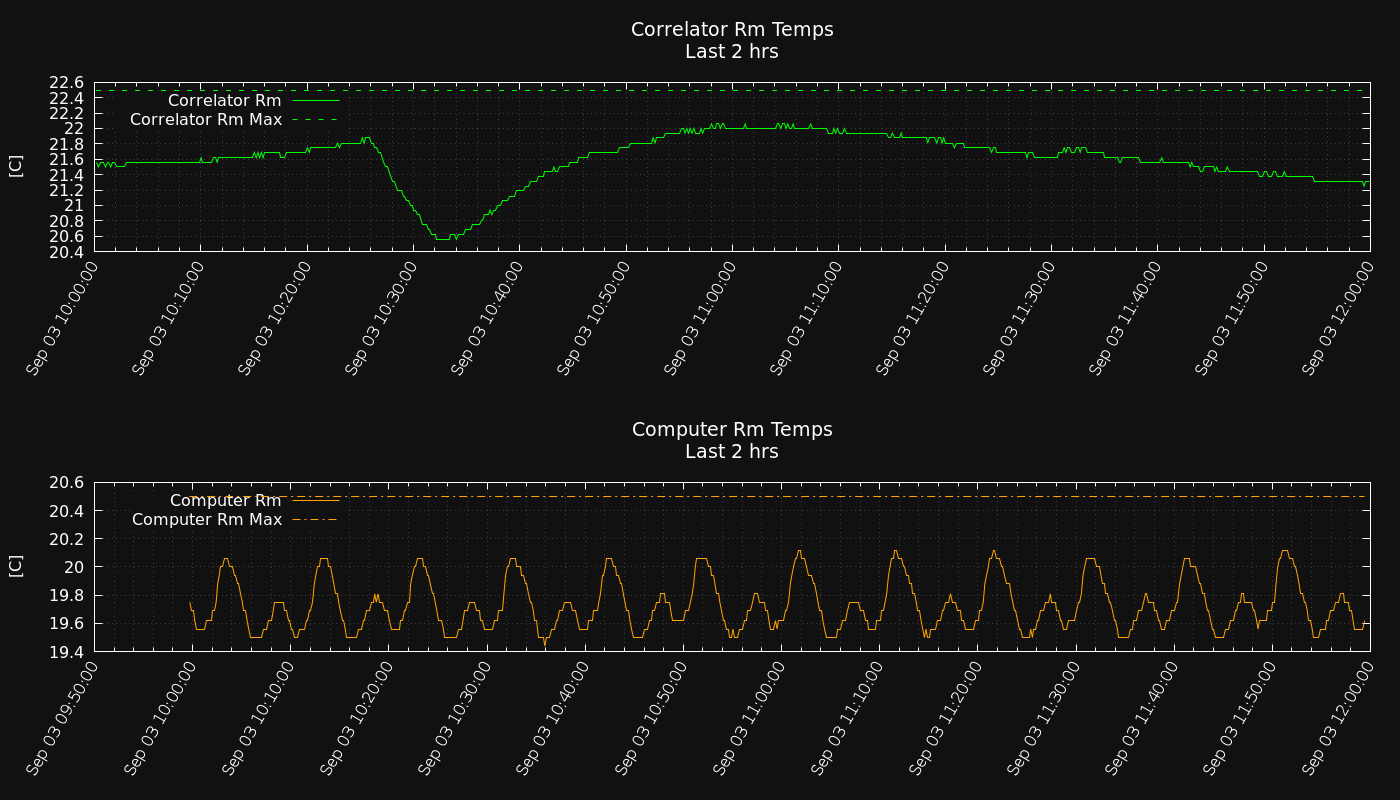 Correlator Rm Temps
Last 2 hrs
22.6
22.4
22.2
22
21.8
21.6
21.4
21.2
21
20.8
20.6
20.4
[C]
Correlator Rm
Correlator Rm Max
Sep 03 10:00:00
Sep 03 10:10:00
Sep 03 10:20:00
Sep 03 10:30:00
Sep 03 10:40:00
Sep 03 10:50:00
Sep 03 11:00:00
Sep 03 11:10:00
Sep 03 11:20:00
Sep 03 11:30:00
Sep 03 11:40:00
Sep 03 11:50:00
Sep 03 12:00:00
Computer Rm Temps
Last 2 hrs
20.6
20.4
20.2
20
19.8
19.6
19.4
[C]
Computer Rm
Computer Rm Max
Sep 03 09:50:00
Sep 03 10:00:00
Sep 03 10:10:00
Sep 03 10:20:00
Sep 03 10:30:00
Sep 03 10:40:00
Sep 03 10:50:00
Sep 03 11:00:00
Sep 03 11:10:00
Sep 03 11:20:00
Sep 03 11:30:00
Sep 03 11:40:00
Sep 03 11:50:00
Sep 03 12:00:00